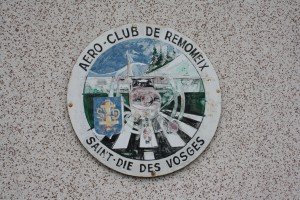 AERO-CLUB DE REMOMEIX
SAINT-DIE DES VOSGES